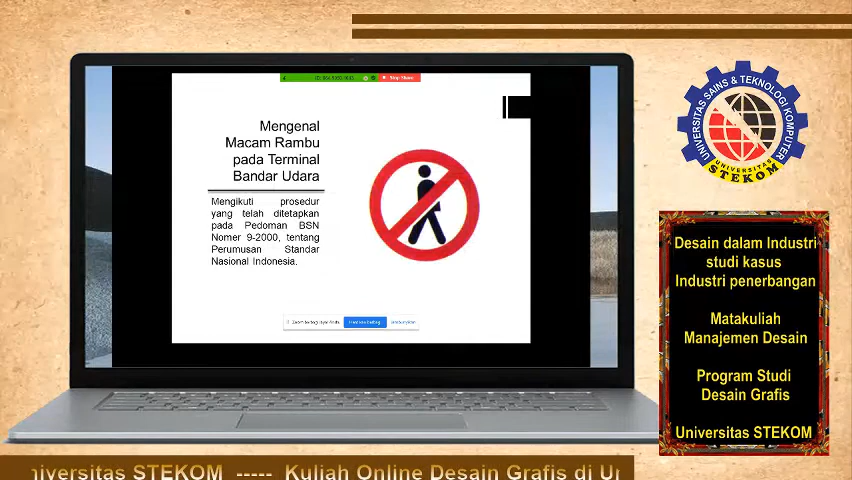 Stop Share
Mengenal
Macam Rambu
pada Terminal
Bandar Udara
Mengikuti prosedur
yang telah ditetapkan
pada Pedoman BSN
Nomer 9-2000, tentang
Perumusan Standar
Nasional Indonesia.
UNIVERSITAS SAINS & TEKNOLOGI KOMPUTER
UNIVERSITAS
STEKOM
Desain dalam Industri
studi kasus
Industri penerbangan
Matakuliah
Manajemen Desain
Program Studi
Desain Grafis
Universitas STEKOM
niversitas STEKOM ----- Kuliah Online Desain Grafis di Un